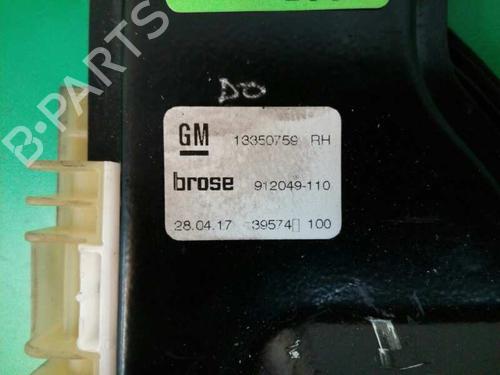 DO
GM 13350759 RH
brose 912049-110
28.04.17 39574 100
B-PARTS